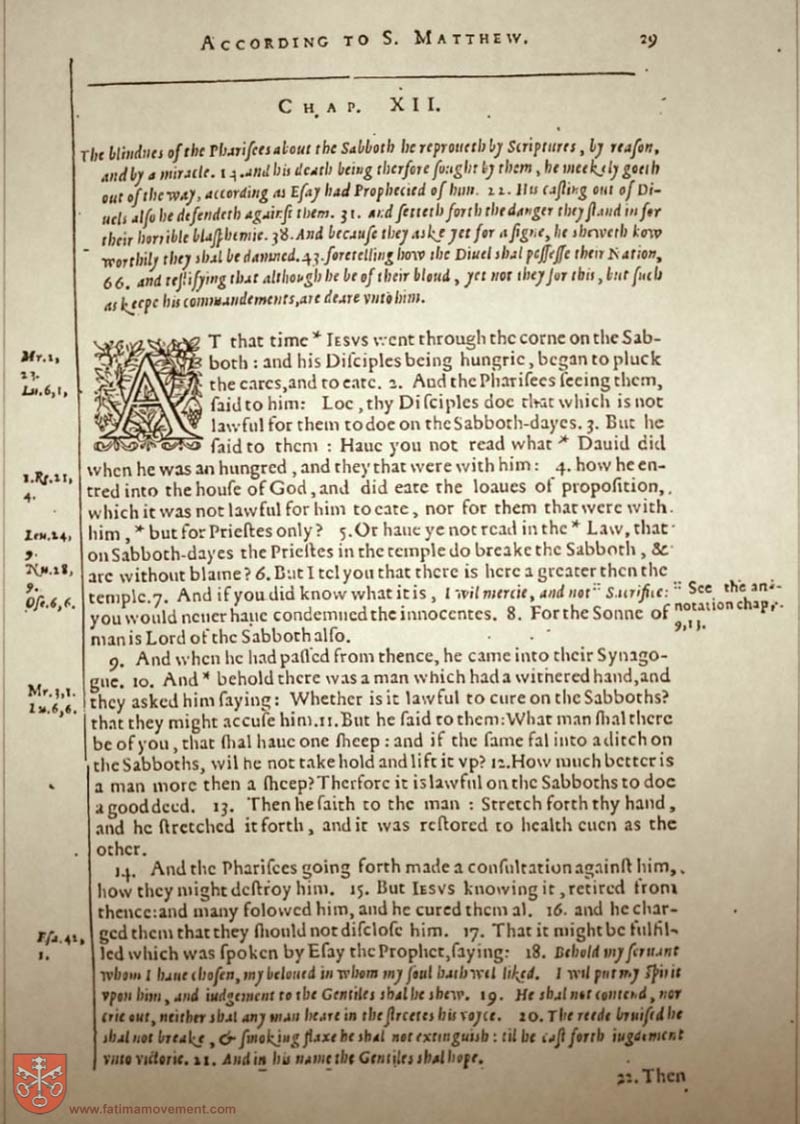 ACCORDING TO S. MATTHEW. 29
CHAP. XII.
The blindnes of the Phariſees about the Sabboth he reproueth by Scriptures, by reaſon,
and by a miracle. 14. and his death being therfore ſought by them, he meekely goeth
out of the way, according as Eſay had Prophecied of him. 22. His caſting out of Di-
uels alſo he defendeth againſt them. 31. and ſetteth forth the danger they ſtand in for
their horrible blaſphemie. 38. And becauſe they aske yet for a ſigne, he sheweth how
worthily they shal be damned. 43. foretelling how the Diuel shal poſſeſſe their Nation,
66. and teſtifying that although he be of their bloud, yet not they for this, but ſuch
as keepe his commandements, are deare vnto him.
Mr. 2,
23.
Lu. 6, 1,
AT that time * IESVS went through the corne on the Sab-
both : and his Diſciples being hungrie, began to pluck
the eares, and to eate. 2. And the Phariſees ſeeing them,
ſaid to him: Loe, thy Diſciples doe that which is not
lawful for them to doe on the Sabboth-dayes. 3. But he
ſaid to them : Haue you not read what * Dauid did
1. Rg. 21,
4.
when he was an hungred, and they that were with him: 4. how he en-
tred into the houſe of God, and did eate the loaues of propoſition,
which it was not lawful for him to eate, nor for them that were with
Leu. 24,
9.
Nu. 28,
9.
Oſe. 6, 6.
him, * but for Prieſtes only? 5. Or haue ye not read in the * Law, that
on Sabboth-dayes the Prieſtes in the temple do breake the Sabboth, &
are without blame? 6. But I tel you that there is here a greater then the
temple. 7. And if you did know what it is, I wil mercie, and not " Sacrifice:
you would neuer haue condemned the innocentes. 8. For the Sonne of
man is Lord of the Sabboth alſo.
" See the an-
notation chap.
9, 13.
9. And when he had paſſed from thence, he came into their Synago-
gue. 10. And * behold there was a man which had a withered hand, and
Mr. 3, 1.
Lu. 6, 6.
they asked him ſaying: Whether is it lawful to cure on the Sabboths?
that they might accuſe him. 11. But he ſaid to them: What man ſhal there
be of you, that ſhal haue one ſheep : and if the ſame fal into a ditch on
the Sabboths, wil he not take hold and lift it vp? 12. How much better is
a man more then a ſheep? Therfore it is lawful on the Sabboths to doe
a good deed. 13. Then he ſaith to the man : Stretch forth thy hand,
and he ſtretched it forth, and it was reſtored to health euen as the
other.
14. And the Phariſees going forth made a conſultation againſt him,
how they might deſtroy him. 15. But IESVS knowing it, retired from
thence: and many folowed him, and he cured them al. 16. and he char-
ged them that they ſhould not diſcloſe him. 17. That it might be fulfil-
Eſa. 42,
1.
led which was ſpoken by Eſay the Prophet, ſaying: 18. Behold my ſeruant
whom I haue choſen, my beloued in whom my ſoul hath wel liked. I wil put my Spirit
vpon him, and iudgement to the Gentiles shal he shew. 19. He shal not contend, nor
crie out, neither shal any man heare in the ſtreetes his voyce. 20. The reede bruiſed he
shal not breake, & ſmoking flaxe he shal not extinguish: til he caſt forth iudgement
vnto victorie. 21. And in his name the Gentiles shal hope.
22. Then
www.fatimamovement.com